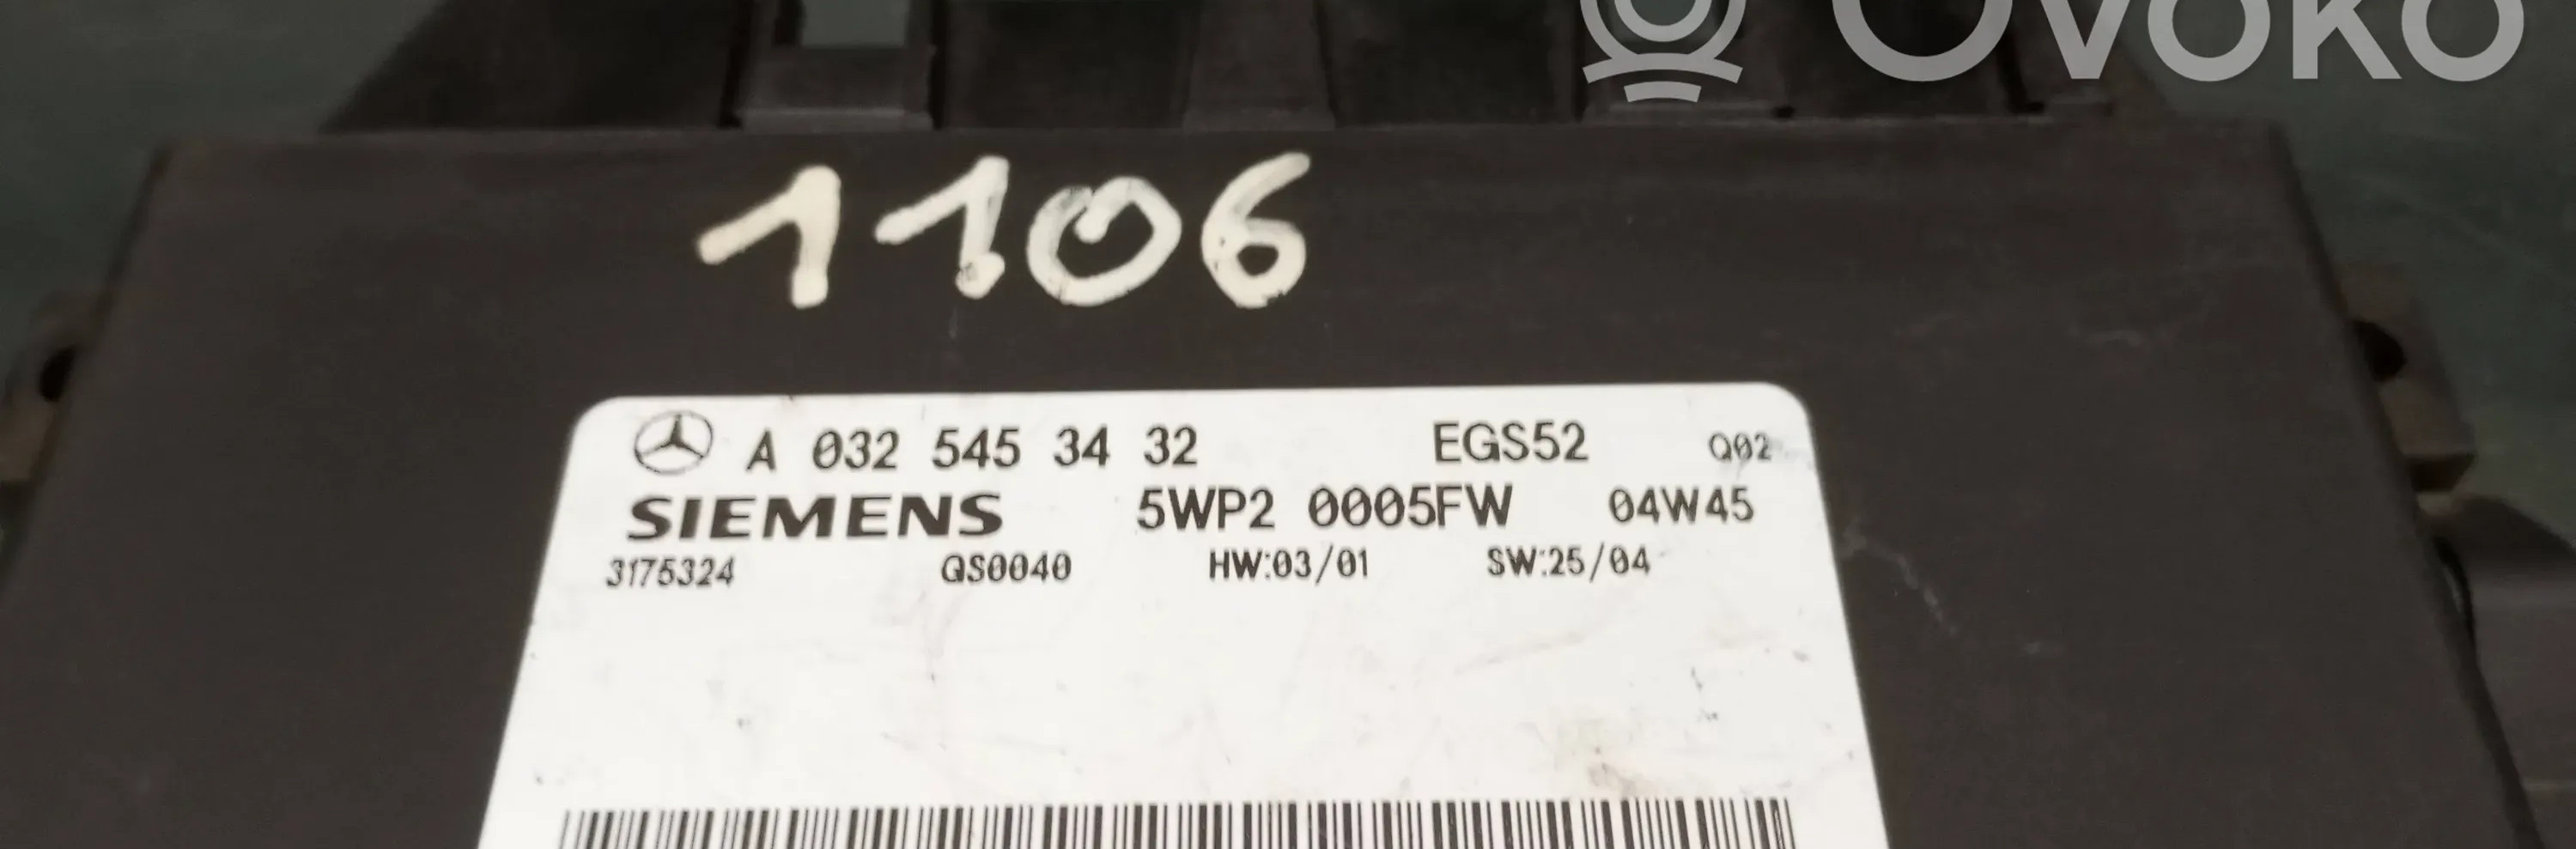 Ovoko
1106
A 032 545 34 32 EGS52 Q02
SIEMENS 5WP2 0005FW 04W45
3175324 QS0040 HW:03/01 SW:25/04